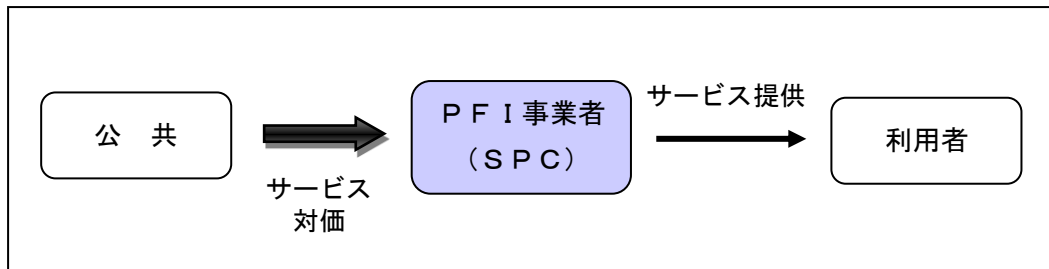 公　共
サービス
対価
ＰＦＩ事業者
（ＳＰＣ）
サービス提供
利用者